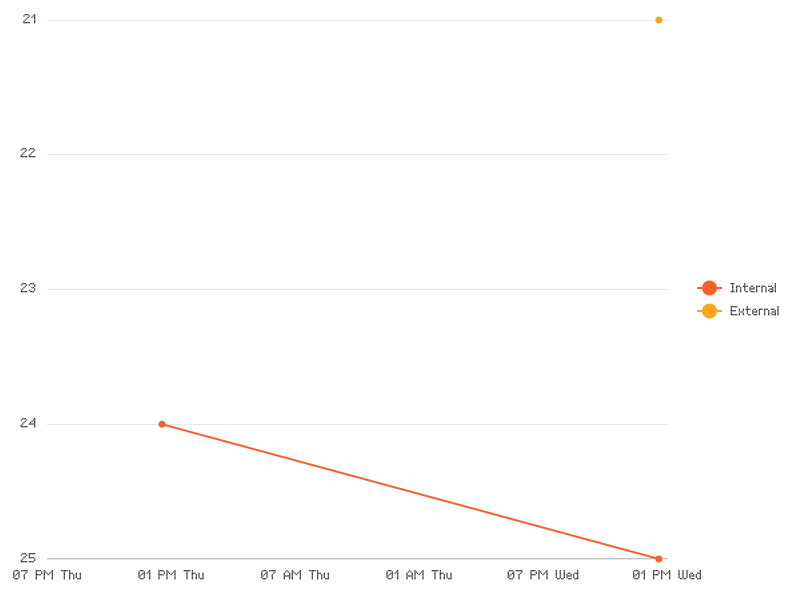 21
22
23
24
25
07 PM Thu
01 PM Thu
07 AM Thu
01 AM Thu
07 PM Wed
01 PM Wed
Internal
External